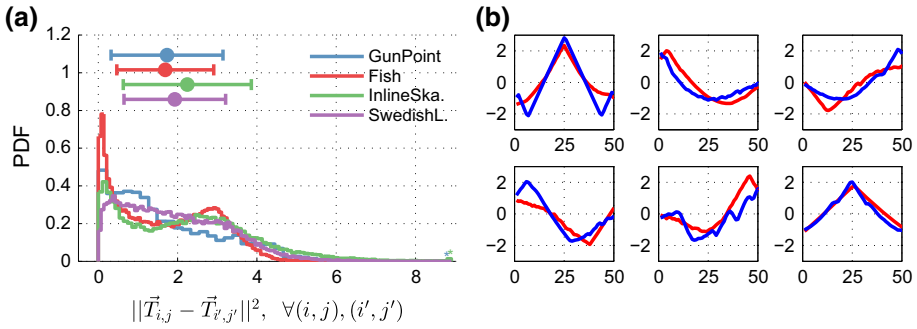 (a)
1.2
1
0.8
0.6
0.4
0.2
0
PDF
GunPoint
Fish
InlineSka.
SwedishL.
0 2 4 6 8
**
||T⃗_{i,j} − T⃗_{i′,j′}||², ∀(i, j), (i′, j′)
(b)
2
0
−2
0 25 50
2
0
−2
0 25 50
2
0
−2
0 25 50
2
0
−2
0 25 50
2
0
−2
0 25 50
2
0
−2
0 25 50